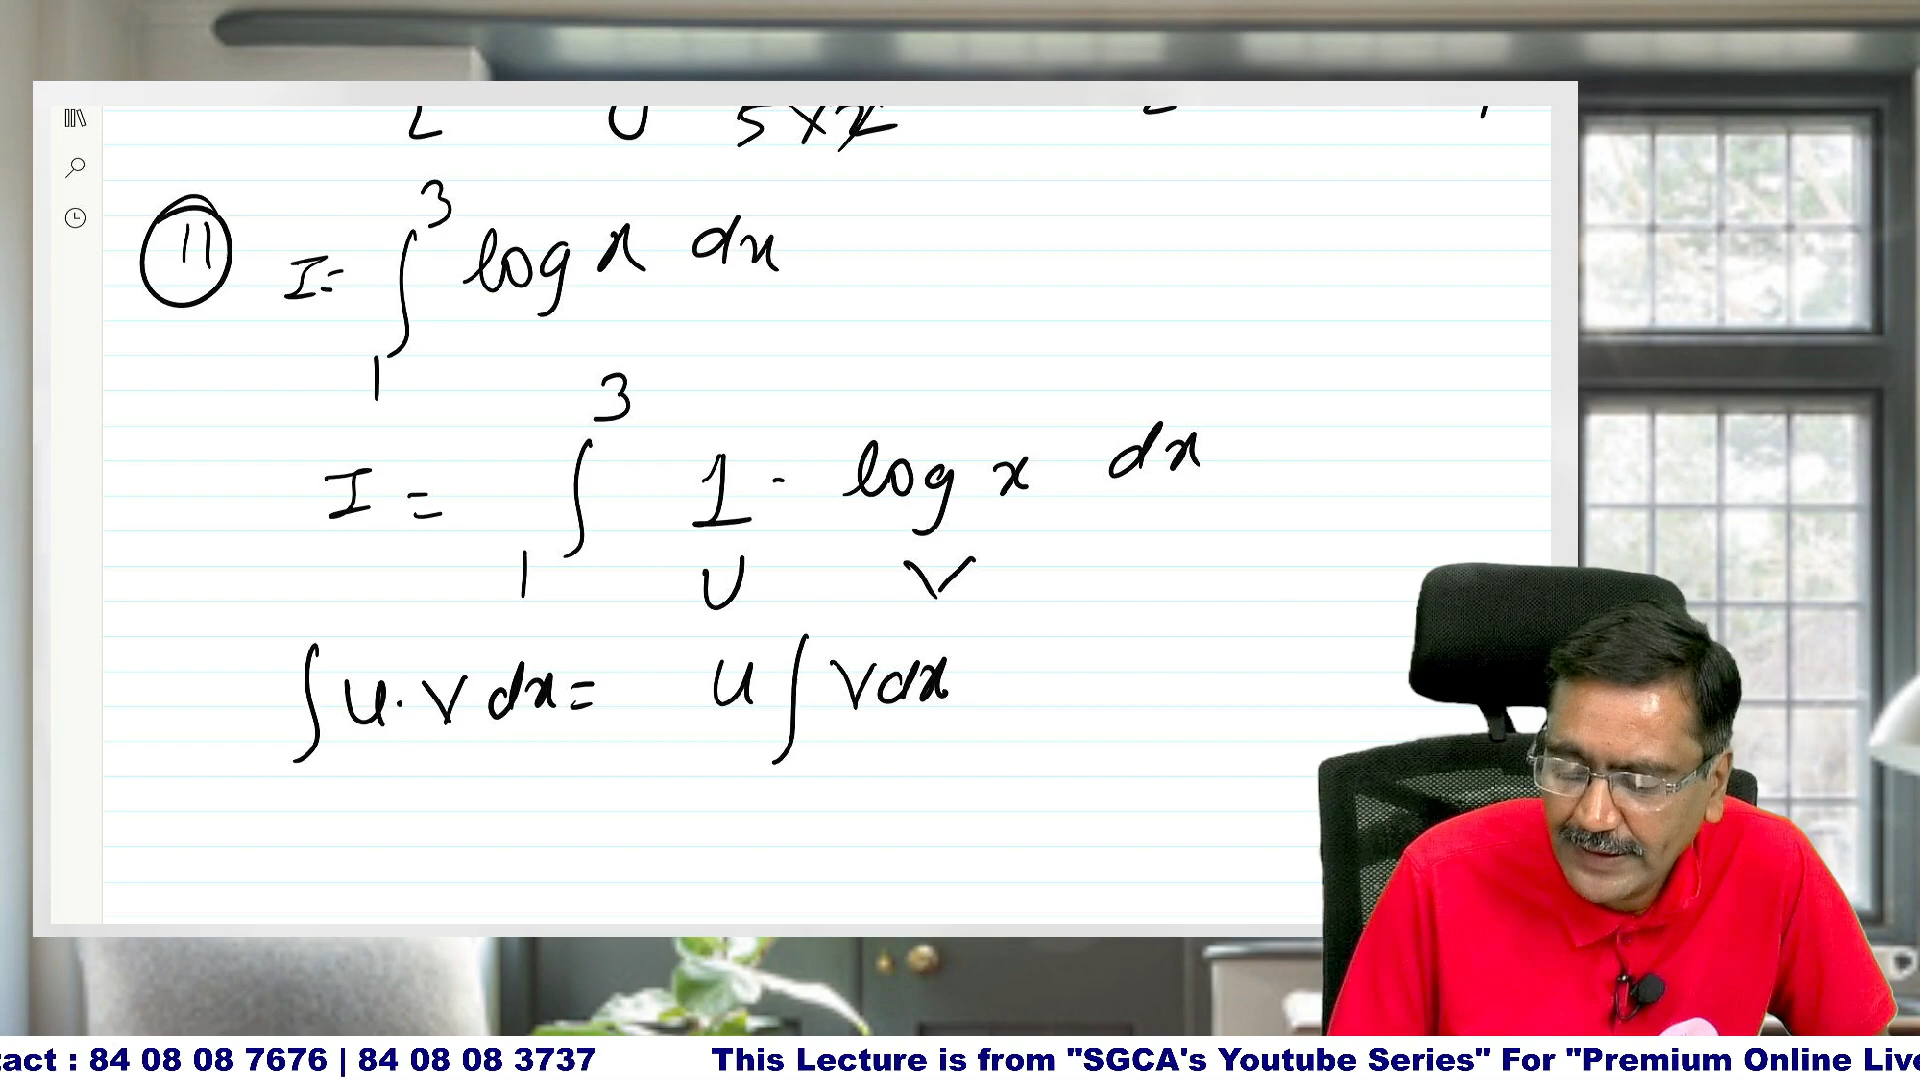 11 I= ∫₁³ log x dx
I = ∫₁³ 1 · log x dx
U V
∫ u · v dx = u ∫ v dx
tact : 84 08 08 7676 | 84 08 08 3737 This Lecture is from "SGCA's Youtube Series" For "Premium Online Live